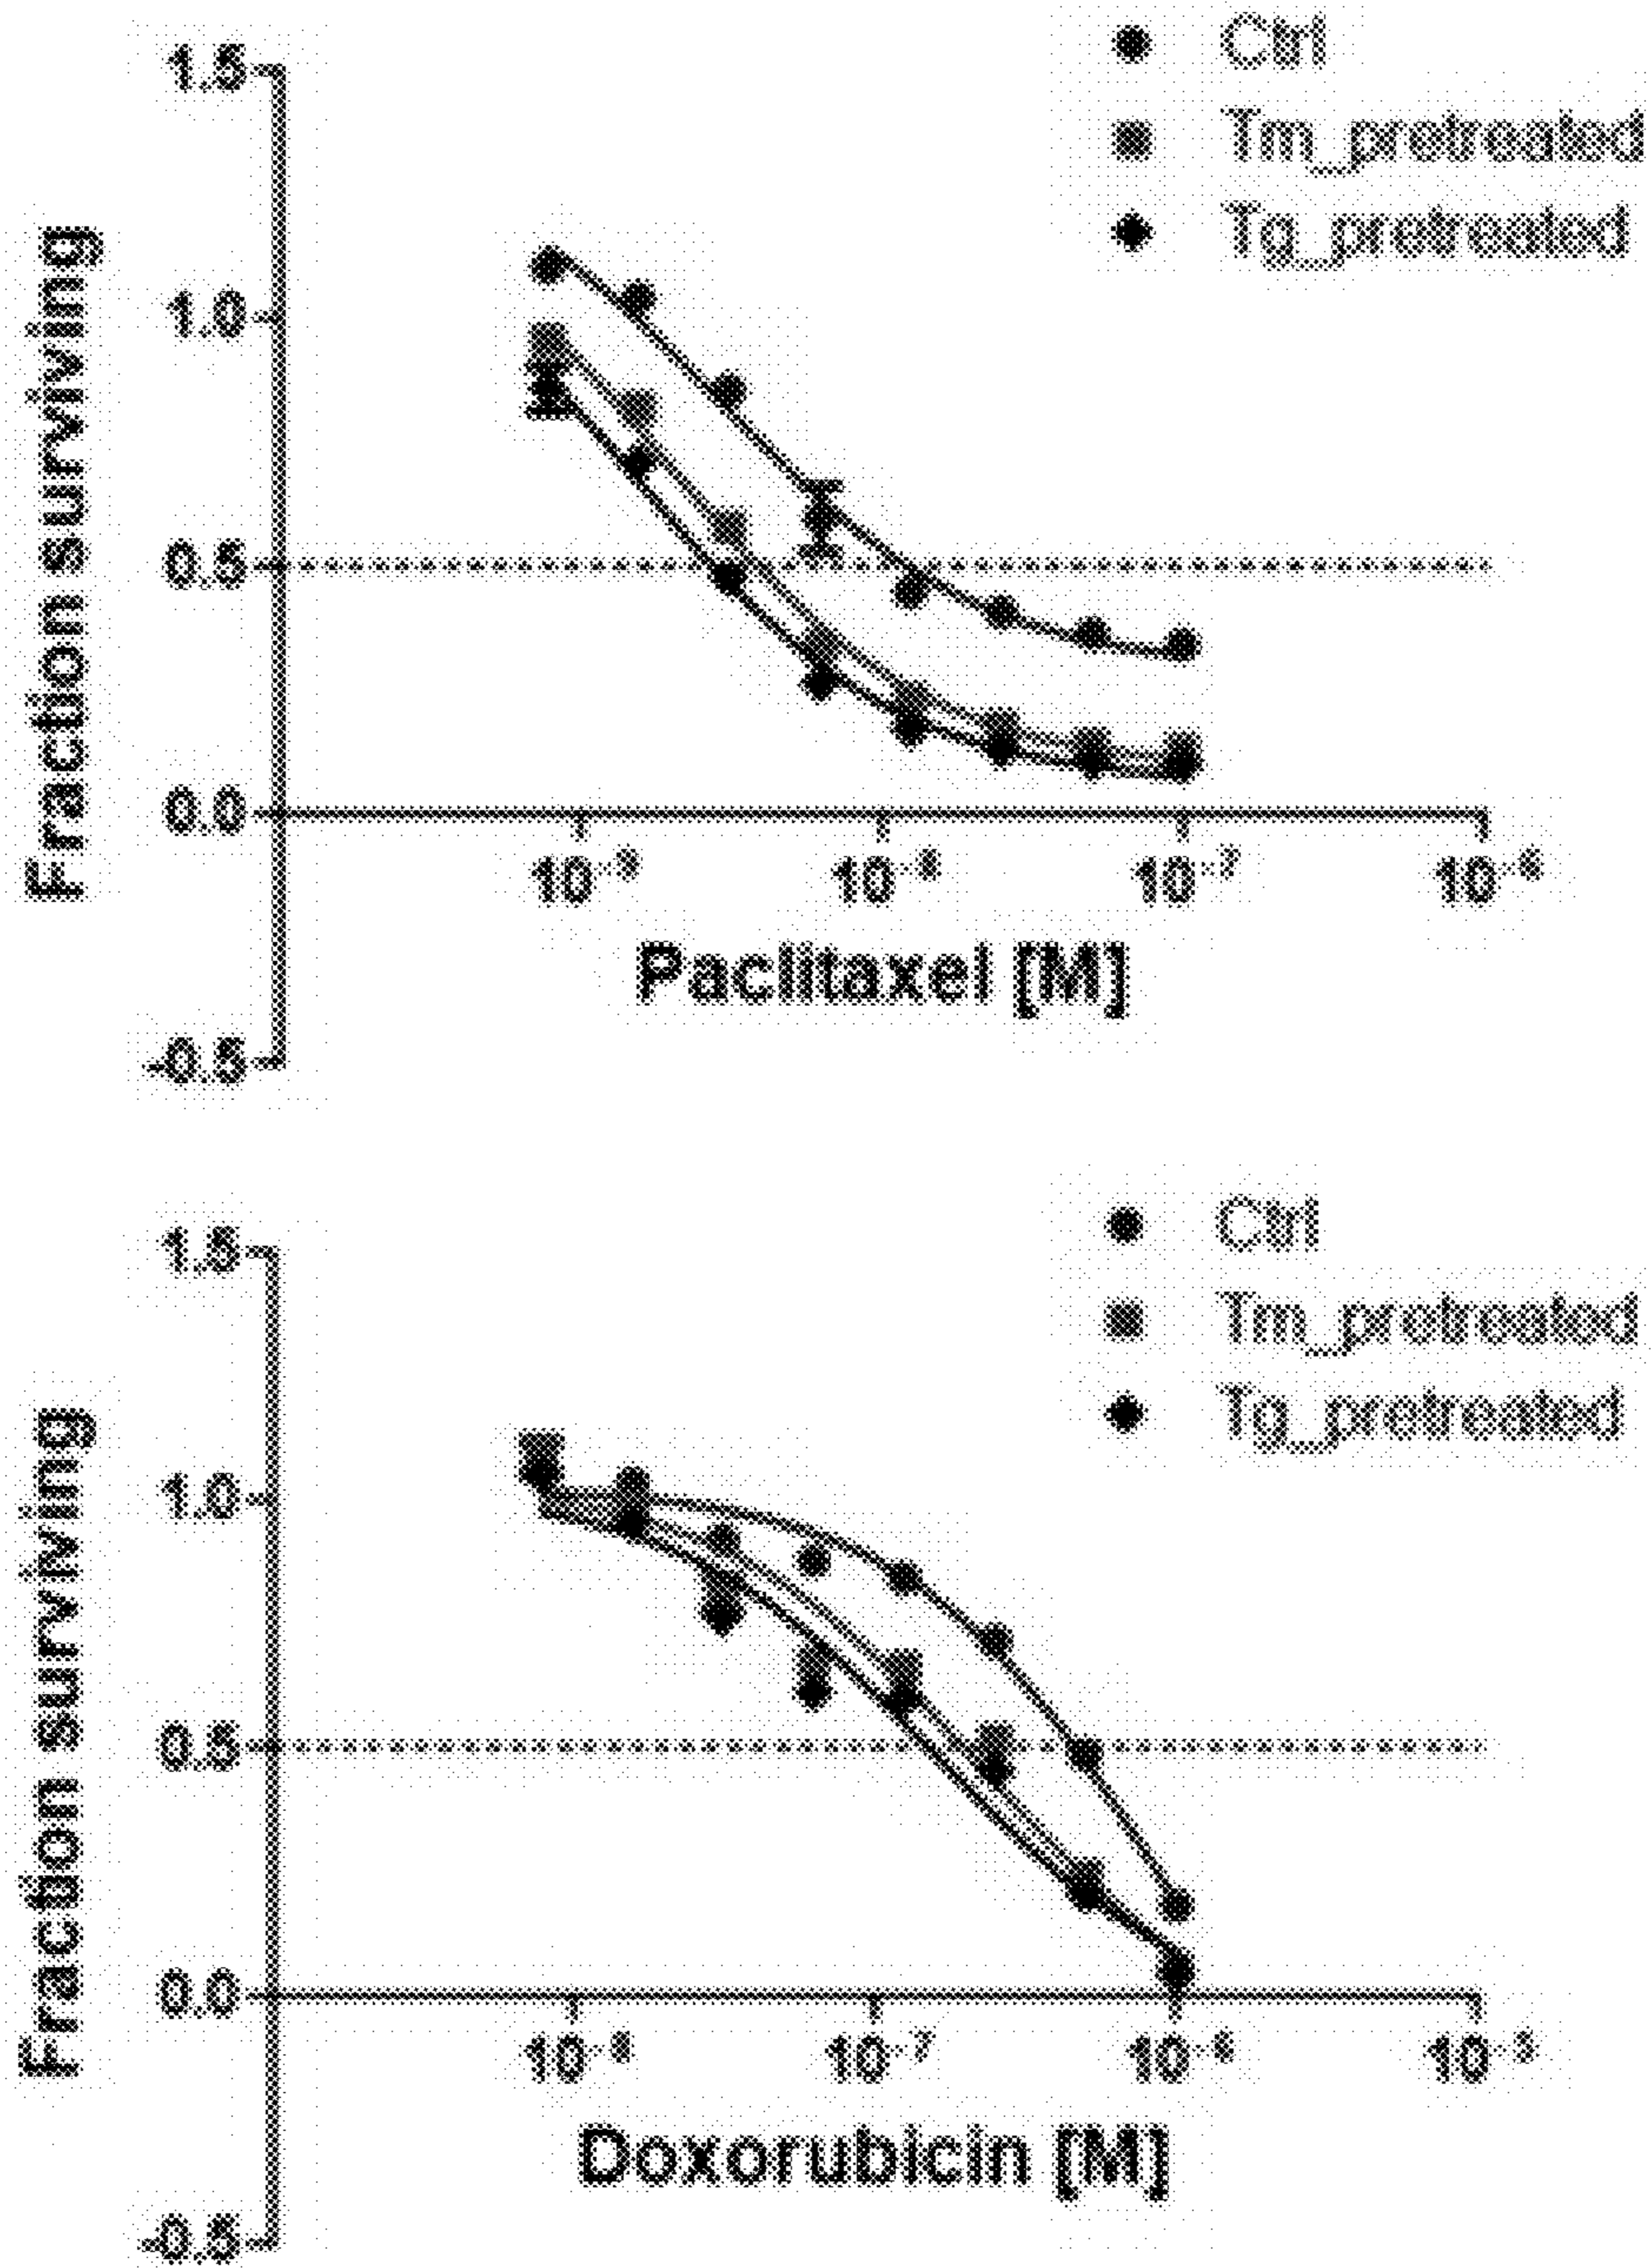 Ctrl
Tm_pretreated
Tg_pretreated
Fraction surviving
1.5
1.0
0.5
0.0
-0.5
10⁻⁹ 10⁻⁸ 10⁻⁷ 10⁻⁶
Paclitaxel [M]
Ctrl
Tm_pretreated
Tg_pretreated
Fraction surviving
1.5
1.0
0.5
0.0
-0.5
10⁻⁸ 10⁻⁷ 10⁻⁶ 10⁻⁵
Doxorubicin [M]